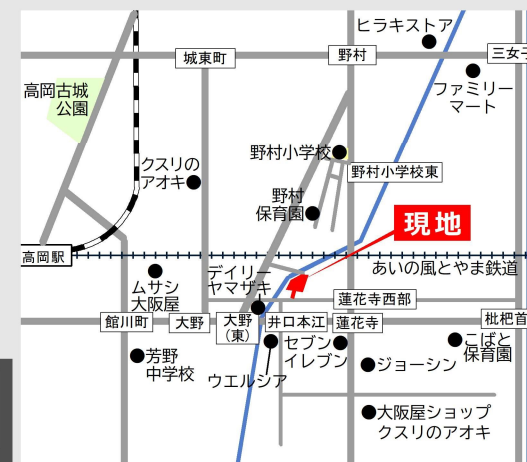 ヒラキストア
城東町
野村
三女子
高岡古城
公園
ファミリー
マート
野村小学校
クスリの
アオキ
野村小学校東
野村
保育園
現地
高岡駅
あいの風とやま鉄道
デイリー
ヤマザキ
ムサシ
大阪屋
蓮花寺西部
館川町
大野
大野
(東)
井口本江
蓮花寺
枇杷首
セブン
イレブン
こばと
保育園
芳野
中学校
ウエルシア
ジョーシン
大阪屋ショップ
クスリのアオキ